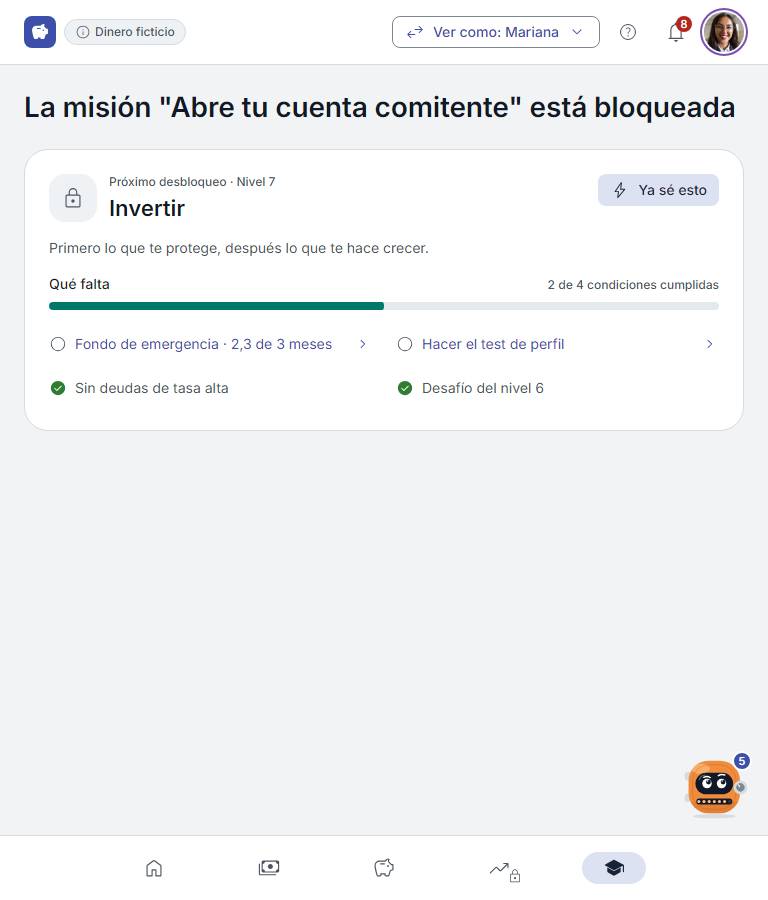 Dinero ficticio
Ver como: Mariana
8
La misión "Abre tu cuenta comitente" está bloqueada
Próximo desbloqueo · Nivel 7
Invertir
Ya sé esto
Primero lo que te protege, después lo que te hace crecer.
Qué falta
2 de 4 condiciones cumplidas
Fondo de emergencia · 2,3 de 3 meses
Hacer el test de perfil
Sin deudas de tasa alta
Desafío del nivel 6
5